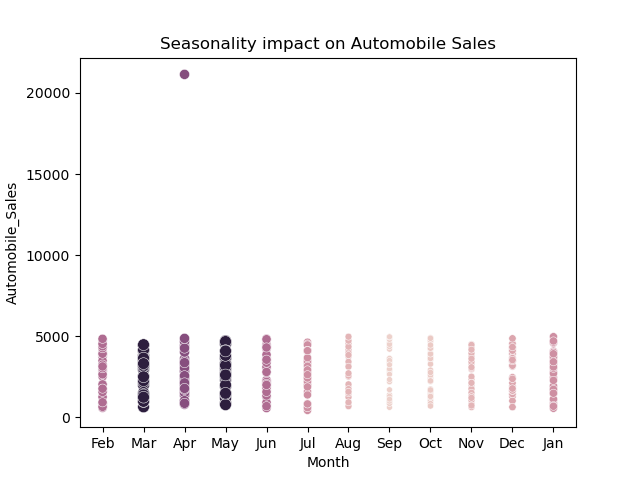 Seasonality impact on Automobile Sales
20000
15000
10000
5000
0
Automobile_Sales
Feb Mar Apr May Jun Jul Aug Sep Oct Nov Dec Jan
Month